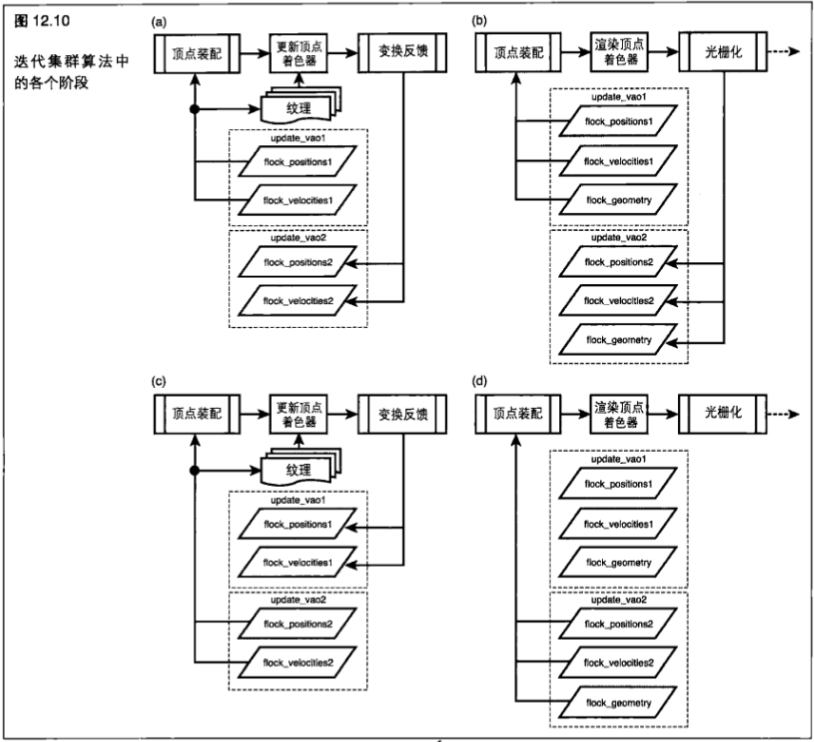 图 12.10
迭代集群算法中
的各个阶段
(a)
顶点装配
更新顶点
着色器
变换反馈
纹理
update_vao1
flock_positions1
flock_velocities1
update_vao2
flock_positions2
flock_velocities2
(b)
顶点装配
渲染顶点
着色器
光栅化
update_vao1
flock_positions1
flock_velocities1
flock_geometry
update_vao2
flock_positions2
flock_velocities2
flock_geometry
(c)
顶点装配
更新顶点
着色器
变换反馈
纹理
update_vao1
flock_positions1
flock_velocities1
update_vao2
flock_positions2
flock_velocities2
(d)
顶点装配
渲染顶点
着色器
光栅化
update_vao1
flock_positions1
flock_velocities1
flock_geometry
update_vao2
flock_positions2
flock_velocities2
flock_geometry